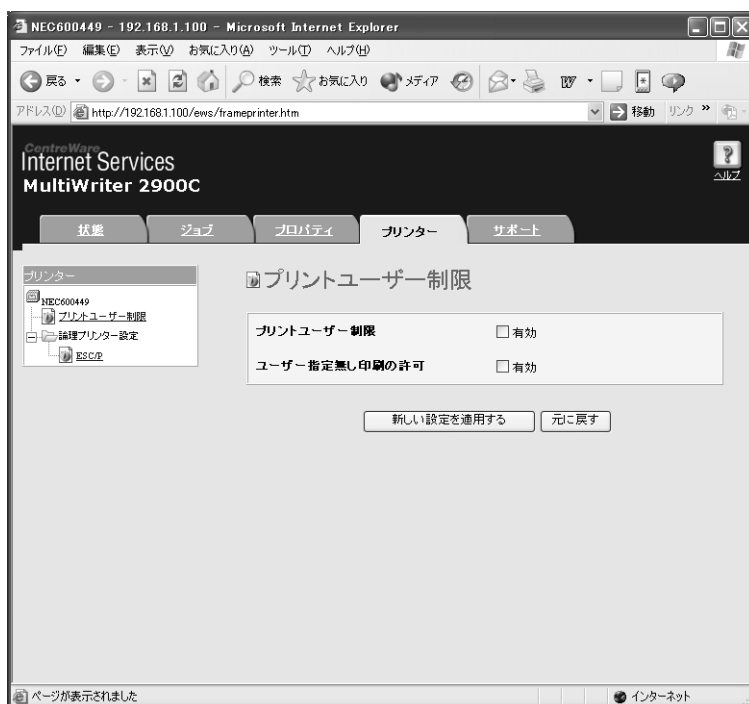 NEC600449 - 192.168.1.100 - Microsoft Internet Explorer
ファイル(F) 編集(E) 表示(V) お気に入り(A) ツール(T) ヘルプ(H)
戻る 検索 お気に入り メディア
アドレス(D) http://192.168.1.100/ews/frameprinter.htm 移動 リンク »
CentreWare
Internet Services
MultiWriter 2900C
ヘルプ
状態 ジョブ プロパティ プリンター サポート
プリンター
NEC600449
プリントユーザー制限
論理プリンター設定
ESC/P
プリントユーザー制限
プリントユーザー制限 有効
ユーザー指定無し印刷の許可 有効
新しい設定を適用する 元に戻す
ページが表示されました インターネット